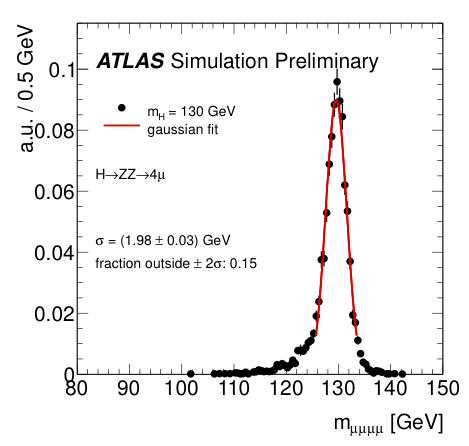 ATLAS Simulation Preliminary
m_H = 130 GeV
gaussian fit
H→ZZ→4μ
σ = (1.98 ± 0.03) GeV
fraction outside ± 2σ: 0.15
a.u. / 0.5 GeV
0.1
0.08
0.06
0.04
0.02
0
80 90 100 110 120 130 140 150
m_μμμμ [GeV]